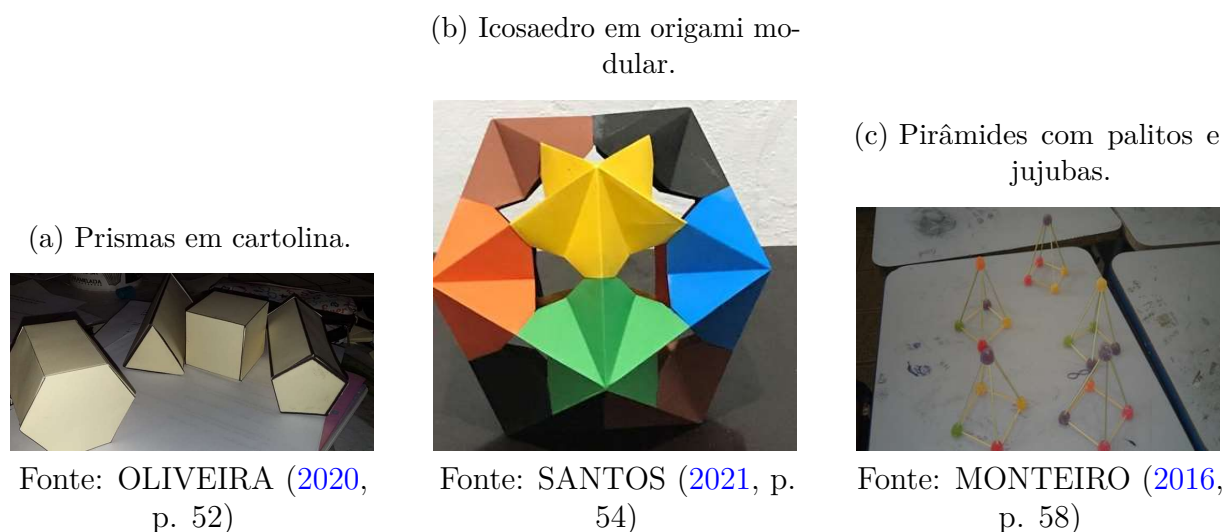 (a) Prismas em cartolina.
Fonte: OLIVEIRA (2020,
p. 52)
(b) Icosaedro em origami mo-
dular.
Fonte: SANTOS (2021, p.
54)
(c) Pirâmides com palitos e
jujubas.
Fonte: MONTEIRO (2016,
p. 58)